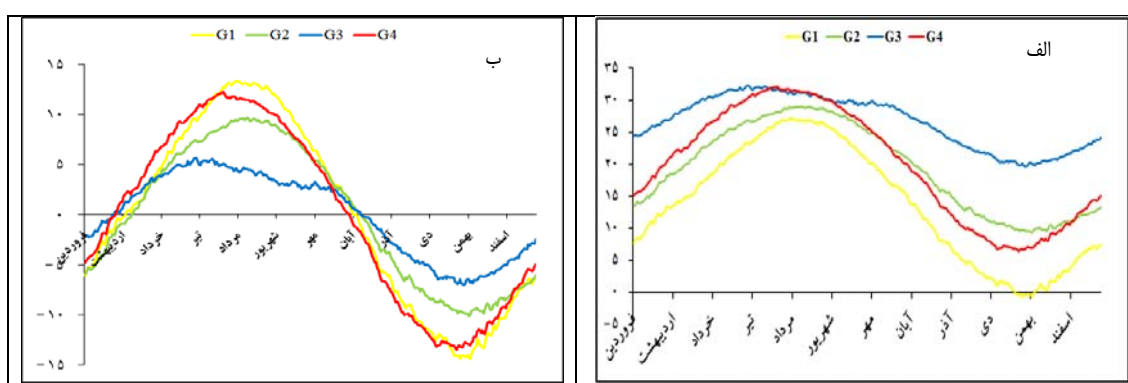 الف
G1 G2 G3 G4
۳۵
۳۰
۲۵
۲۰
۱۵
۱۰
۵
۰
-۵
فروردین اردیبهشت خرداد تیر مرداد شهریور مهر آبان آذر دی بهمن اسفند
ب
G1 G2 G3 G4
۱۵
۱۰
۵
۰
-۵
-۱۰
-۱۵
فروردین اردیبهشت خرداد تیر مرداد شهریور مهر آبان آذر دی بهمن اسفند